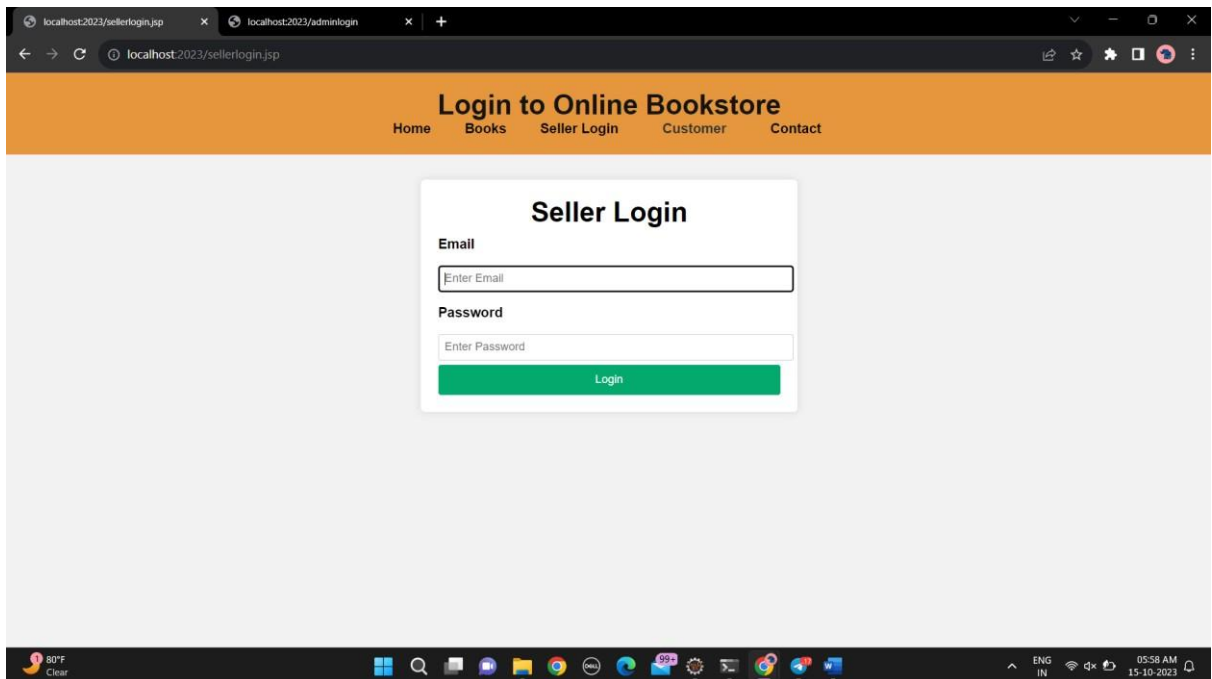 localhost:2023/sellerlogin.jsp localhost:2023/adminlogin
localhost:2023/sellerlogin.jsp
Login to Online Bookstore
Home Books Seller Login Customer Contact
Seller Login
Email
Enter Email
Password
Enter Password
Login
1 80°F
Clear
DELL
99+
W
ENG
IN
05:58 AM
15-10-2023